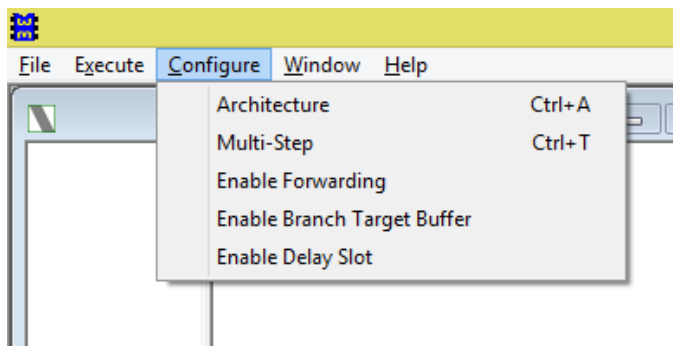 File Execute Configure Window Help
Architecture Ctrl+A
Multi-Step Ctrl+T
Enable Forwarding
Enable Branch Target Buffer
Enable Delay Slot